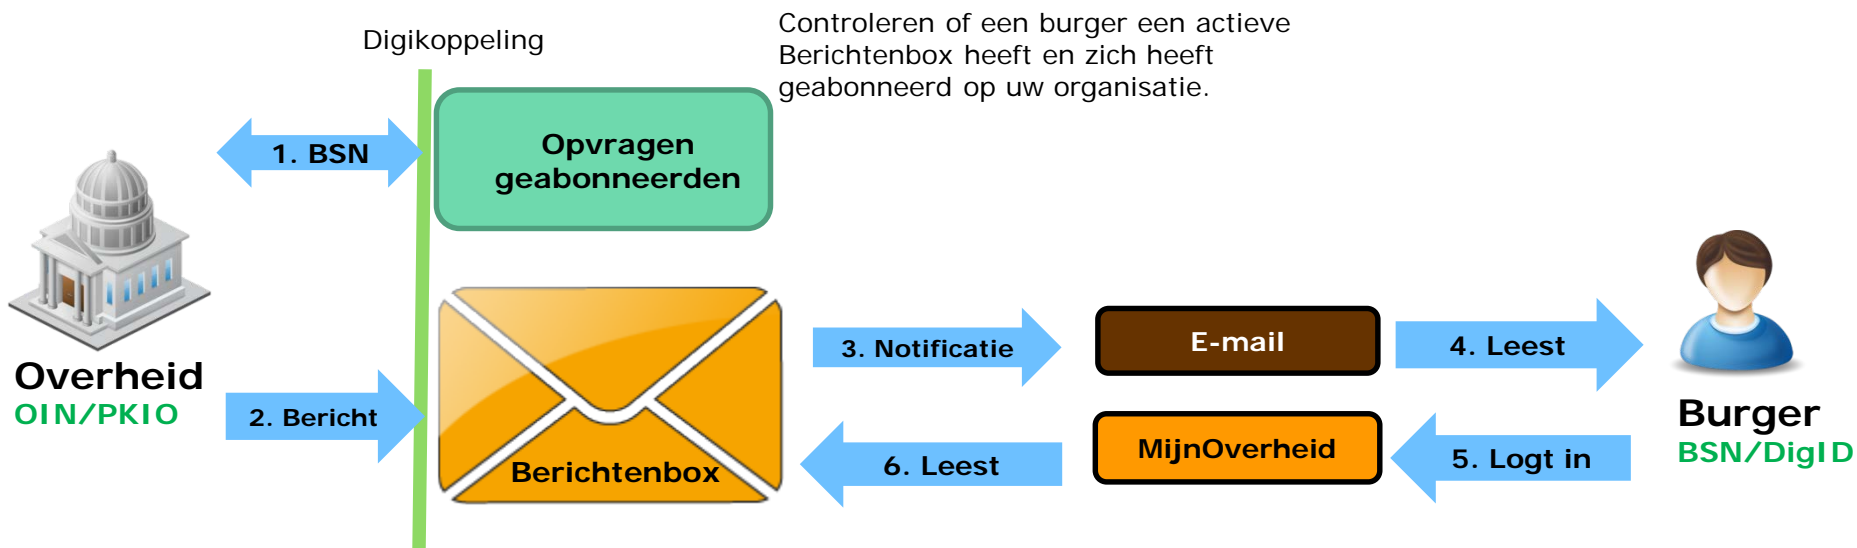 Digikoppeling
Controleren of een burger een actieve
Berichtenbox heeft en zich heeft
geabonneerd op uw organisatie.
1. BSN
Opvragen
geabonneerden
Overheid
OIN/PKIO
2. Bericht
Berichtenbox
3. Notificatie
E-mail
4. Leest
Burger
BSN/DigID
MijnOverheid
5. Logt in
6. Leest